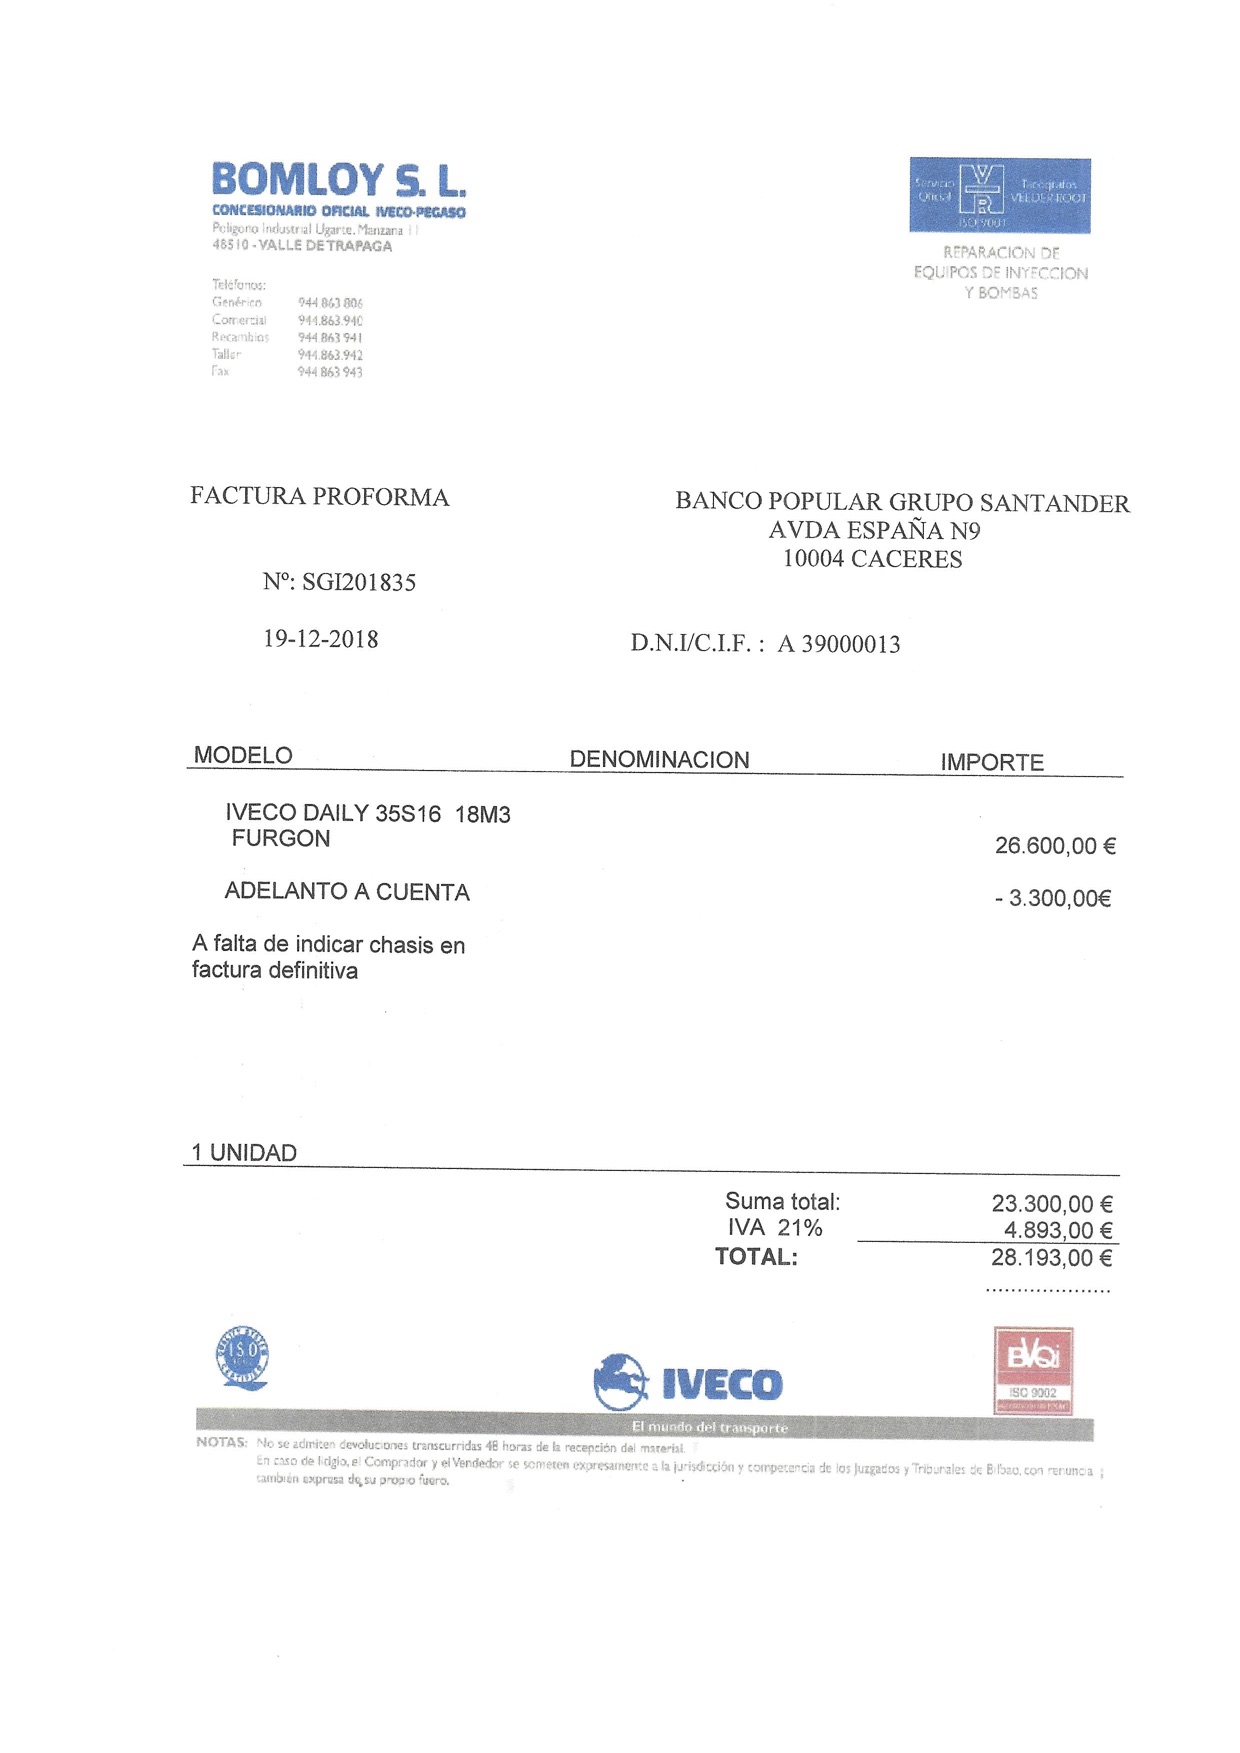 BOMLOY S. L.
CONCESIONARIO OFICIAL IVECO-PEGASO
Poligono Industrial Ugarte. Manzana 11
48510 - VALLE DE TRAPAGA
Teléfonos:
Genérico 944.863.806
Comercial 944.863.940
Recambios 944.863.941
Taller 944.863.942
Fax 944.863.943
Servicio Oficial
VR
Tacógrafos VELDER-ROOT
ISO 9001
REPARACION DE
EQUIPOS DE INYECCION
Y BOMBAS
FACTURA PROFORMA
BANCO POPULAR GRUPO SANTANDER
AVDA ESPAÑA N9
10004 CACERES
Nº: SGI201835
19-12-2018
D.N.I/C.I.F. : A 39000013
MODELO DENOMINACION IMPORTE
IVECO DAILY 35S16 18M3
FURGON 26.600,00 €
ADELANTO A CUENTA - 3.300,00€
A falta de indicar chasis en
factura definitiva
1 UNIDAD
Suma total: 23.300,00 €
IVA 21% 4.893,00 €
TOTAL: 28.193,00 €
....................
QUALITY SYSTEM
ISO
CERTIFIED
IVECO
BVQi
ISO 9002
El mundo del transporte
NOTAS: No se admiten devoluciones transcurridas 48 horas de la recepción del material.
En caso de litigio, el Comprador y el Vendedor se someten expresamente a la jurisdicción y competencia de los Juzgados y Tribunales de Bilbao, con renuncia
también expresa de su propio fuero.